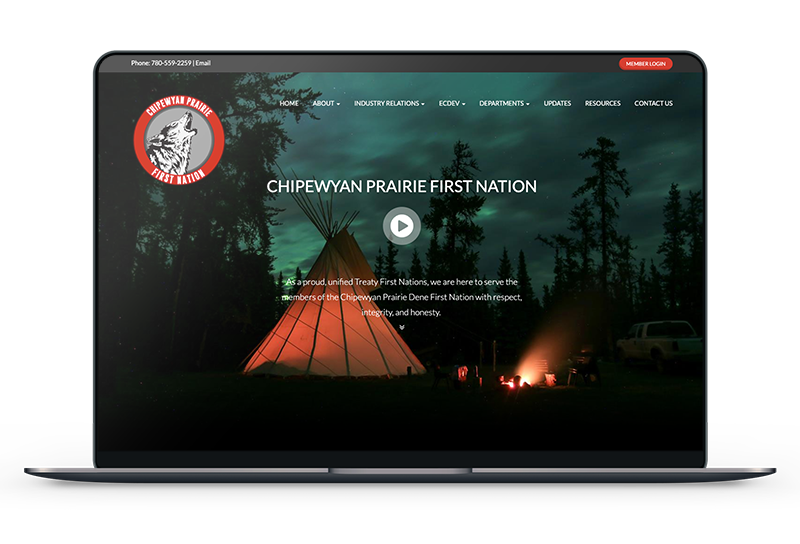 Phone: 780-559-2259 | Email
MEMBER LOGIN
CHIPEWYAN PRAIRIE
FIRST NATION
HOME ABOUT INDUSTRY RELATIONS ECDEV DEPARTMENTS UPDATES RESOURCES CONTACT US
CHIPEWYAN PRAIRIE FIRST NATION
As a proud, unified Treaty First Nations, we are here to serve the
members of the Chipewyan Prairie Dene First Nation with respect,
integrity, and honesty.